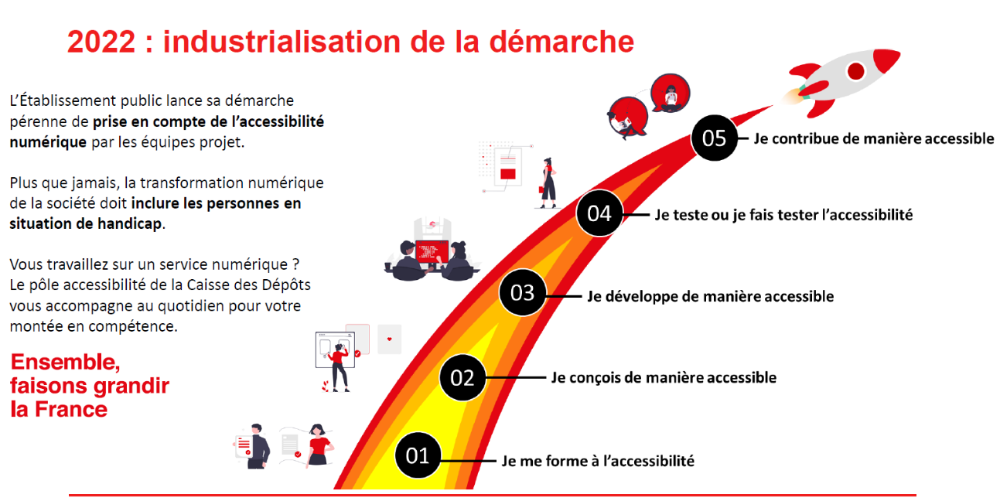 2022 : industrialisation de la démarche
L’Établissement public lance sa démarche
pérenne de prise en compte de l’accessibilité
numérique par les équipes projet.
Plus que jamais, la transformation numérique
de la société doit inclure les personnes en
situation de handicap.
Vous travaillez sur un service numérique ?
Le pôle accessibilité de la Caisse des Dépôts
vous accompagne au quotidien pour votre
montée en compétence.
Ensemble,
faisons grandir
la France
05 Je contribue de manière accessible
04 Je teste ou je fais tester l’accessibilité
03 Je développe de manière accessible
02 Je conçois de manière accessible
01 Je me forme à l’accessibilité